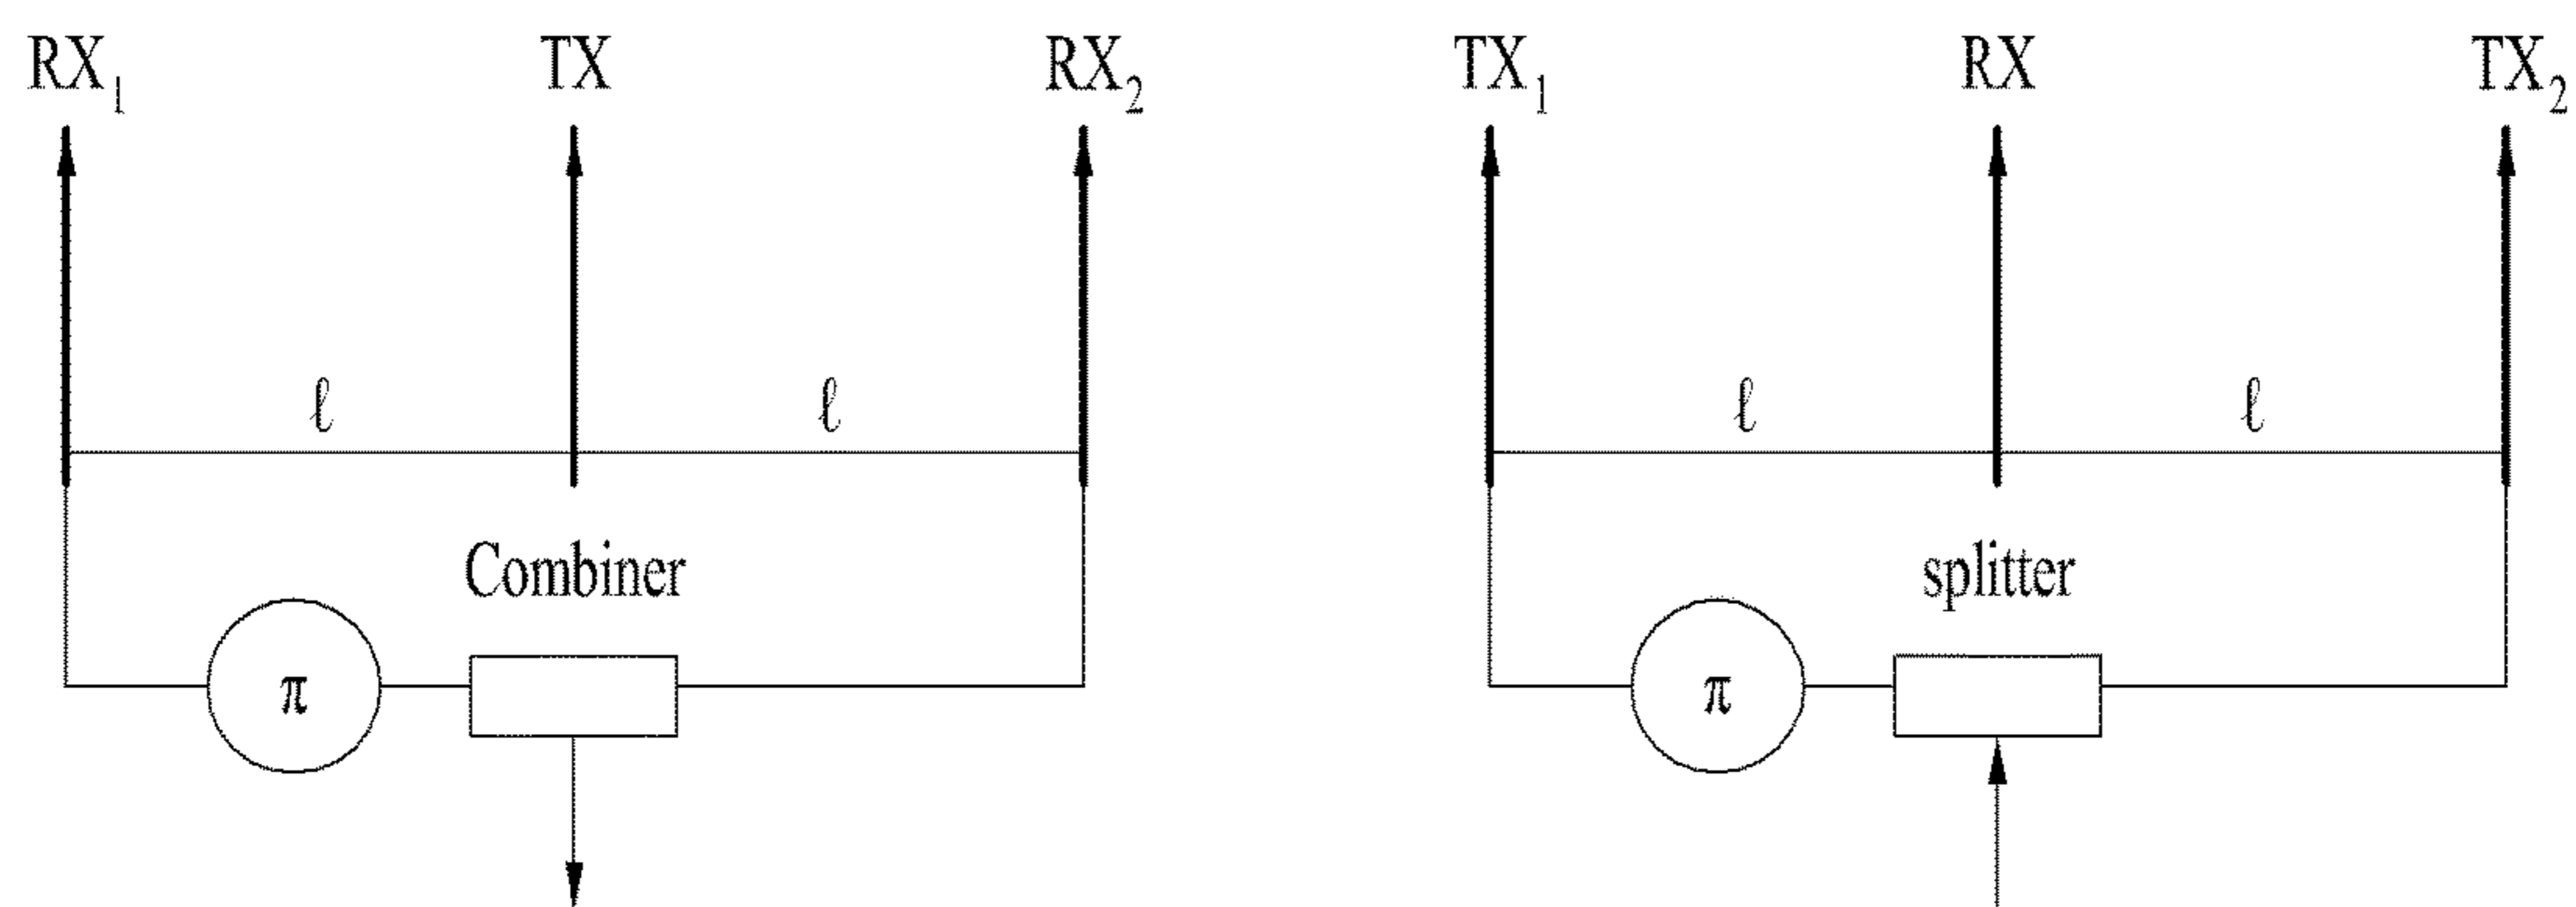 RX₁ TX RX₂ TX₁ RX TX₂
ℓ ℓ ℓ ℓ
Combiner splitter
π π